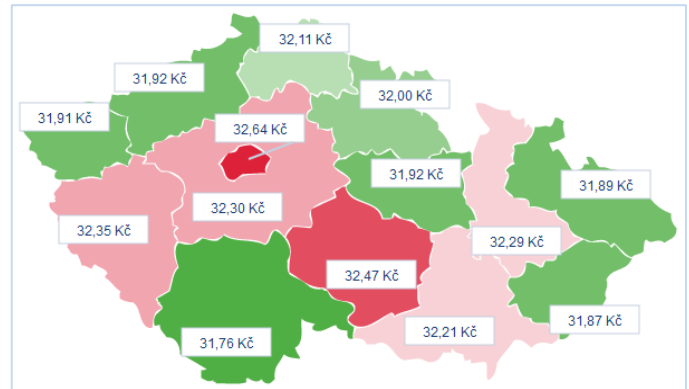 32,11 Kč
31,92 Kč
32,00 Kč
31,91 Kč
32,64 Kč
31,92 Kč
31,89 Kč
32,30 Kč
32,35 Kč
32,29 Kč
32,47 Kč
31,87 Kč
32,21 Kč
31,76 Kč